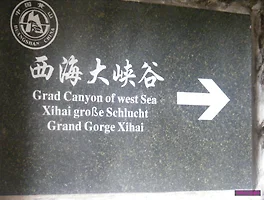 西海大峡谷
Grad Canyon of west Sea
Xihai große Schlucht
Grand Gorge Xihai